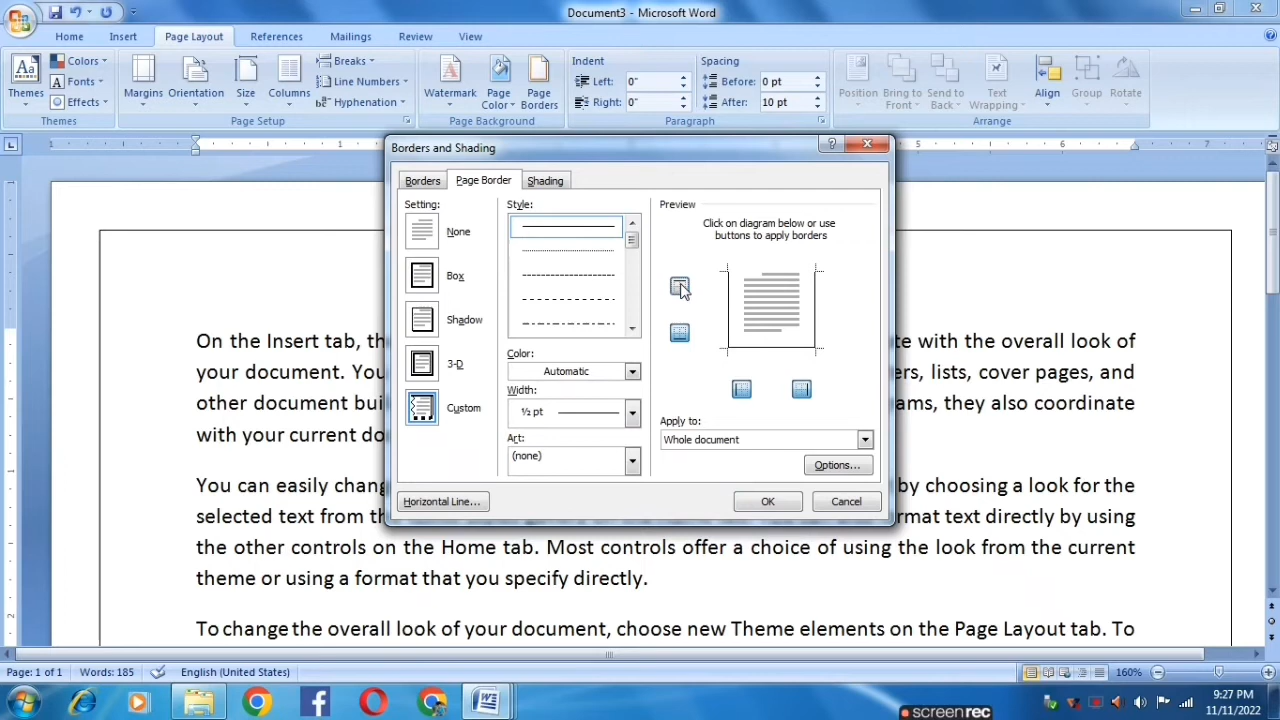 Document3 - Microsoft Word
Home Insert Page Layout References Mailings Review View
Themes
Colors
Fonts
Effects
Themes
Margins
Orientation
Size
Columns
Breaks
Line Numbers
Hyphenation
Page Setup
Watermark
Page Color
Page Borders
Page Background
Indent
Left: 0"
Right: 0"
Spacing
Before: 0 pt
After: 10 pt
Paragraph
Position
Bring to Front
Send to Back
Text Wrapping
Align
Group
Rotate
Arrange
Borders and Shading
Borders Page Border Shading
Setting:
None
Box
Shadow
3-D
Custom
Style:
Color:
Automatic
Width:
½ pt
Art:
(none)
Preview
Click on diagram below or use
buttons to apply borders
Apply to:
Whole document
Options...
Horizontal Line...
OK
Cancel
On the Insert tab, th
te with the overall look of
your document. You
ers, lists, cover pages, and
other document bui
ams, they also coordinate
with your current do
You can easily chang
by choosing a look for the
selected text from th
rmat text directly by using
the other controls on the Home tab. Most controls offer a choice of using the look from the current
theme or using a format that you specify directly.
To change the overall look of your document, choose new Theme elements on the Page Layout tab. To
Page: 1 of 1 Words: 185 English (United States) 160%
9:27 PM
11/11/2022
screenrec